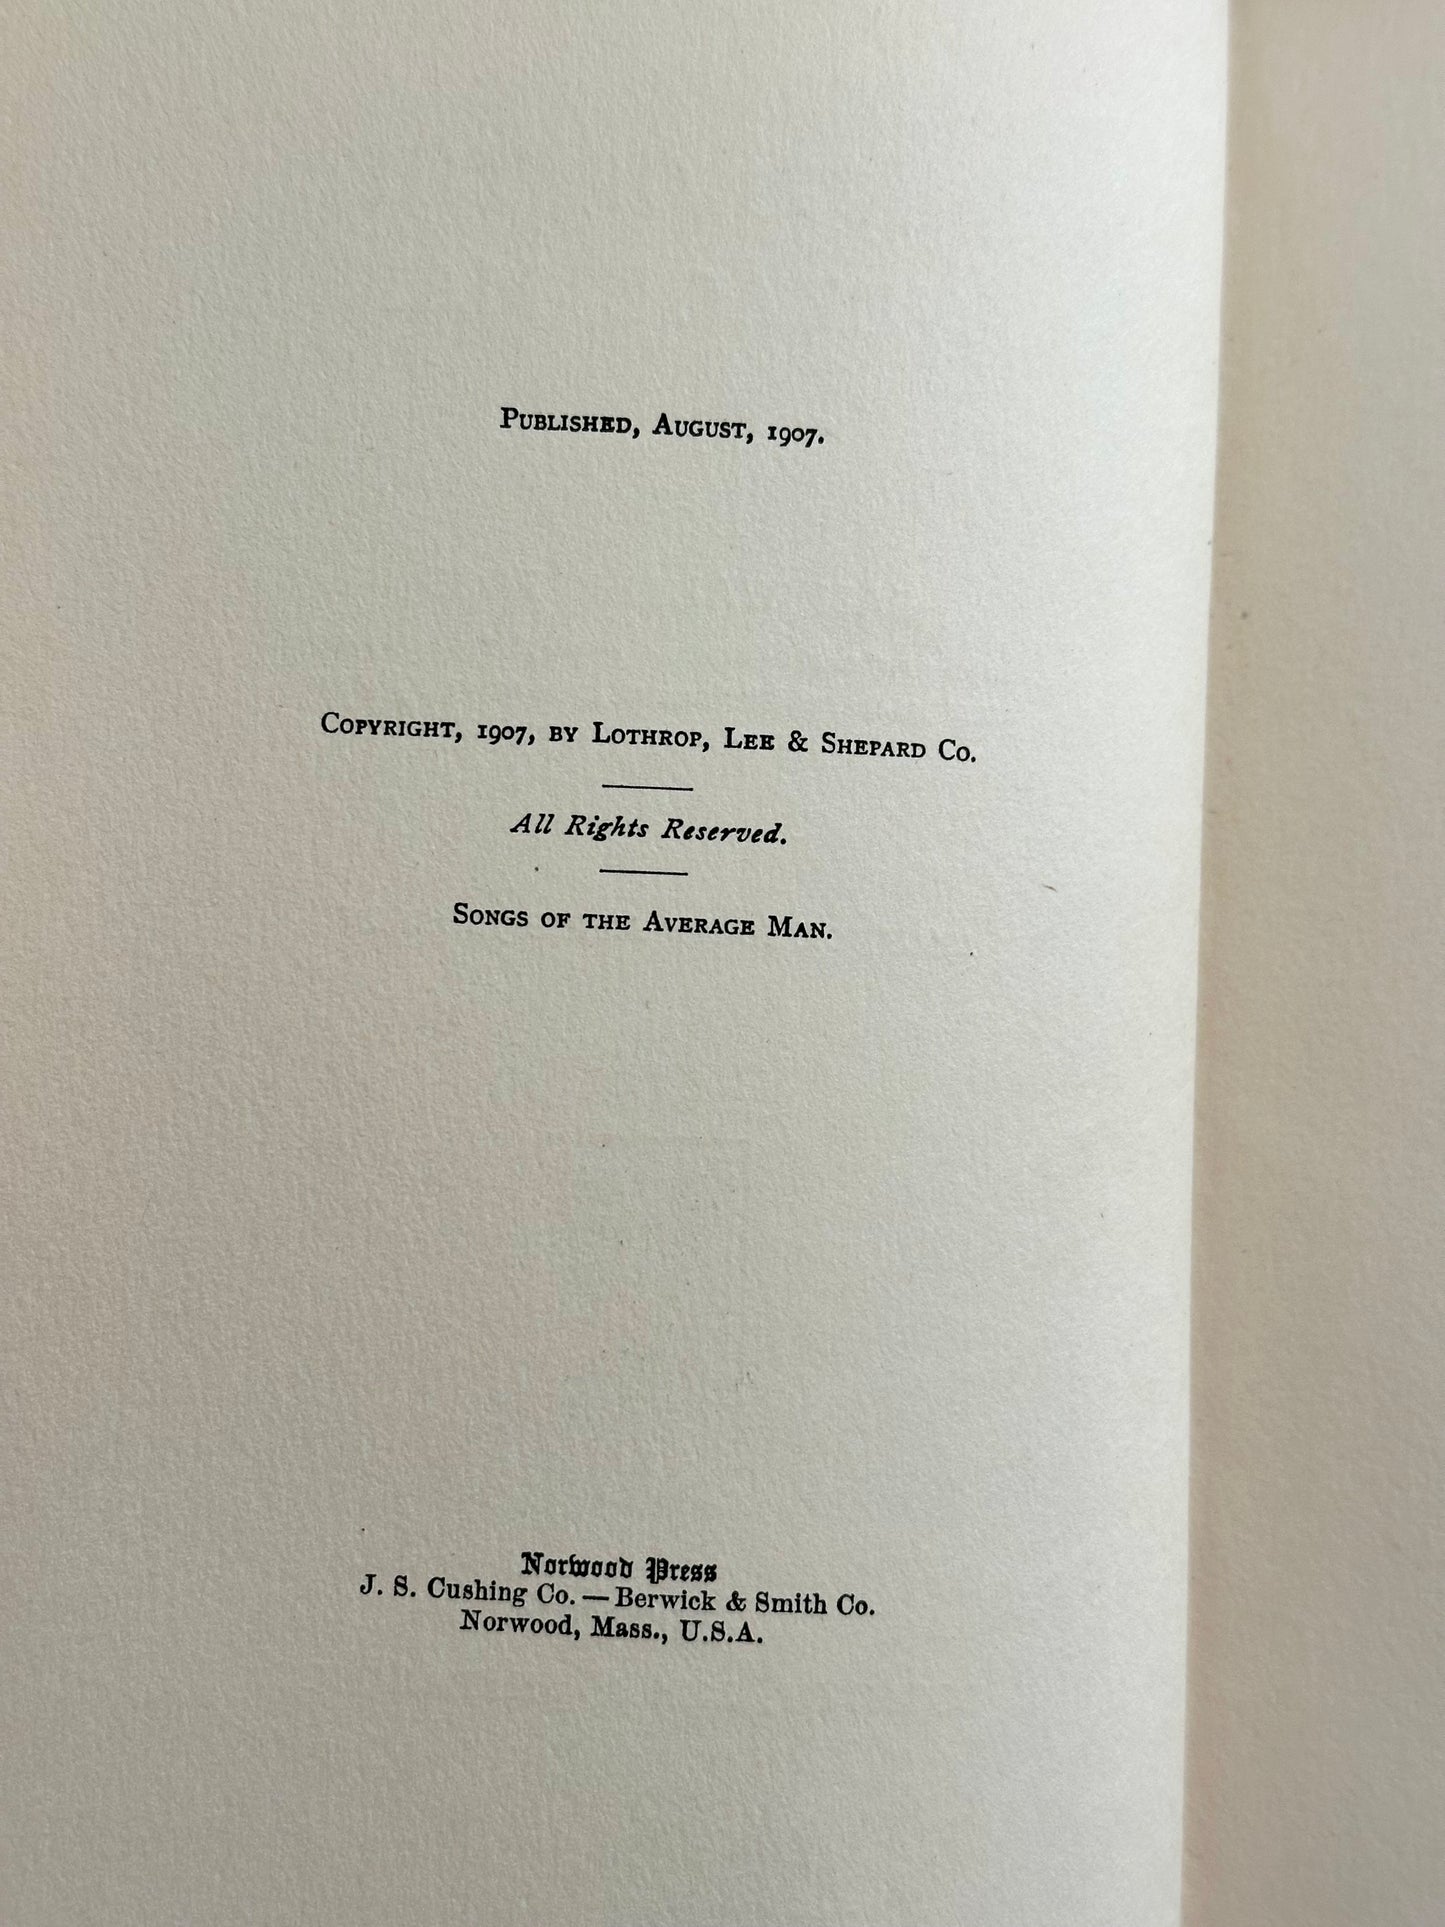 Published, August, 1907.
Copyright, 1907, by Lothrop, Lee & Shepard Co.
All Rights Reserved.
Songs of the Average Man.
Norwood Press
J. S. Cushing Co. — Berwick & Smith Co.
Norwood, Mass., U.S.A.